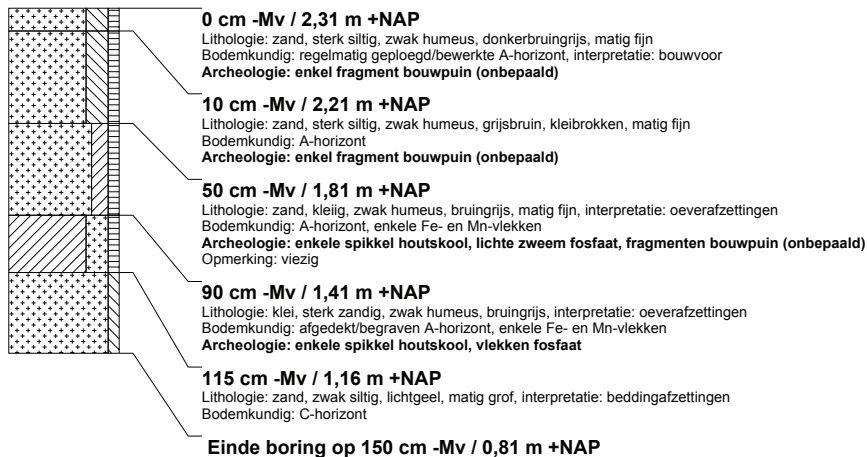 0 cm -Mv / 2,31 m +NAP
Lithologie: zand, sterk siltig, zwak humeus, donkerbruingrijs, matig fijn
Bodemkundig: regelmatig geploegd/bewerkte A-horizont, interpretatie: bouwvoor
Archeologie: enkel fragment bouwpuin (onbepaald)
10 cm -Mv / 2,21 m +NAP
Lithologie: zand, sterk siltig, zwak humeus, grijsbruin, kleibrokken, matig fijn
Bodemkundig: A-horizont
Archeologie: enkel fragment bouwpuin (onbepaald)
50 cm -Mv / 1,81 m +NAP
Lithologie: zand, kleiig, zwak humeus, bruingrijs, matig fijn, interpretatie: oeverafzettingen
Bodemkundig: A-horizont, enkele Fe- en Mn-vlekken
Archeologie: enkele spikkel houtskool, lichte zweem fosfaat, fragmenten bouwpuin (onbepaald)
Opmerking: viezig
90 cm -Mv / 1,41 m +NAP
Lithologie: klei, sterk zandig, zwak humeus, bruingrijs, interpretatie: oeverafzettingen
Bodemkundig: afgedekt/begraven A-horizont, enkele Fe- en Mn-vlekken
Archeologie: enkele spikkel houtskool, vlekken fosfaat
115 cm -Mv / 1,16 m +NAP
Lithologie: zand, zwak siltig, lichtgeel, matig grof, interpretatie: beddingafzettingen
Bodemkundig: C-horizont
Einde boring op 150 cm -Mv / 0,81 m +NAP